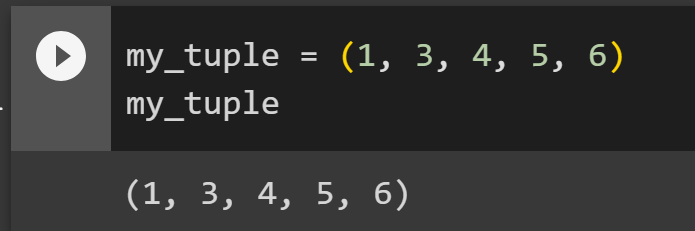 my_tuple = (1, 3, 4, 5, 6)
my_tuple
(1, 3, 4, 5, 6)